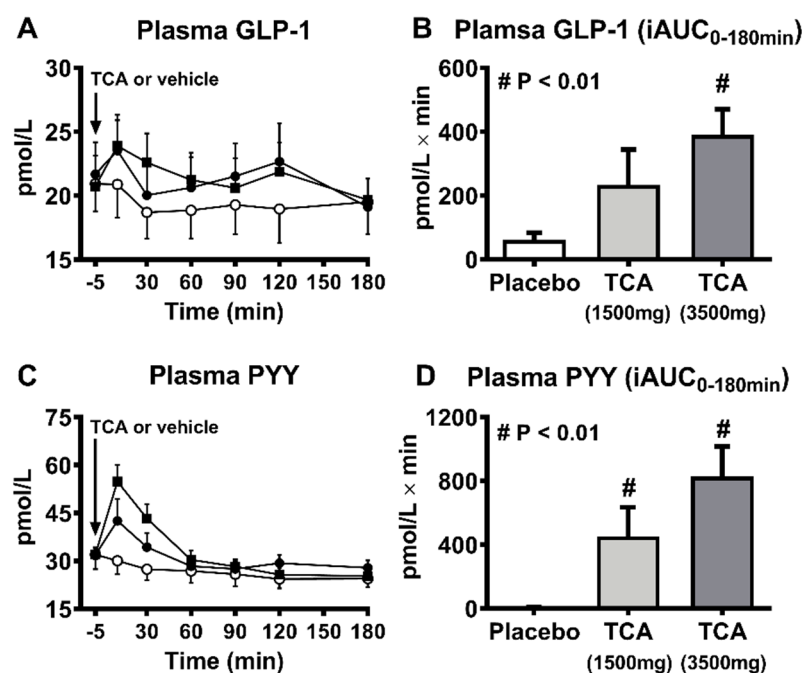 A
Plasma GLP-1
TCA or vehicle
pmol/L
30
25
20
15
-5 30 60 90 120 150 180
Time (min)
B
Plamsa GLP-1 (iAUC0-180min)
# P < 0.01
#
pmol/L × min
600
400
200
0
Placebo TCA TCA
(1500mg) (3500mg)
C
Plasma PYY
TCA or vehicle
pmol/L
75
60
45
30
15
-5 30 60 90 120 150 180
Time (min)
D
Plasma PYY (iAUC0-180min)
# P < 0.01
#
#
pmol/L × min
1200
800
400
0
Placebo TCA TCA
(1500mg) (3500mg)